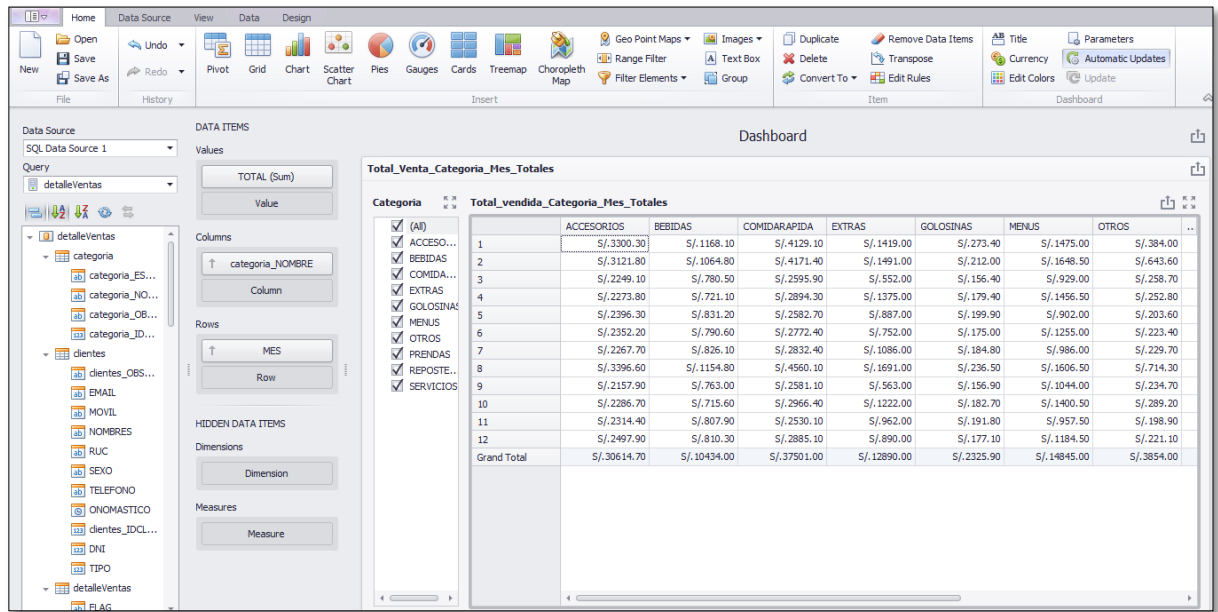 Home Data Source View Data Design
New
Open
Save
Save As
File
Undo
Redo
History
Pivot
Grid
Chart
Scatter Chart
Pies
Gauges
Cards
Treemap
Choropleth Map
Geo Point Maps
Range Filter
Filter Elements
Images
Text Box
Group
Insert
Duplicate
Delete
Convert To
Remove Data Items
Transpose
Edit Rules
Item
Title
Currency
Edit Colors
Parameters
Automatic Updates
Update
Dashboard
Data Source
SQL Data Source 1
Query
detalleVentas
detalleVentas
categoria
categoria_ES...
categoria_NO...
categoria_OB...
categoria_ID...
clientes
clientes_OBS...
EMAIL
MOVIL
NOMBRES
RUC
SEXO
TELEFONO
ONOMASTICO
clientes_IDCL...
DNI
TIPO
detalleVentas
FLAG
DATA ITEMS
Values
TOTAL (Sum)
Value
Columns
categoria_NOMBRE
Column
Rows
MES
Row
HIDDEN DATA ITEMS
Dimensions
Dimension
Measures
Measure
Dashboard
Total_Venta_Categoria_Mes_Totales
Categoria
(All)
ACCESO...
BEBIDAS
COMIDA...
EXTRAS
GOLOSINAS
MENUS
OTROS
PRENDAS
REPOSTE...
SERVICIOS
Total_vendida_Categoria_Mes_Totales
ACCESORIOS BEBIDAS COMIDARAPIDA EXTRAS GOLOSINAS MENUS OTROS ..
1 S/.3300.30 S/.1168.10 S/.4129.10 S/.1419.00 S/.273.40 S/.1475.00 S/.384.00
2 S/.3121.80 S/.1064.80 S/.4171.40 S/.1491.00 S/.212.00 S/.1648.50 S/.643.60
3 S/.2249.10 S/.780.50 S/.2595.90 S/.552.00 S/.156.40 S/.929.00 S/.258.70
4 S/.2273.80 S/.721.10 S/.2894.30 S/.1375.00 S/.179.40 S/.1456.50 S/.252.80
5 S/.2396.30 S/.831.20 S/.2582.70 S/.887.00 S/.199.90 S/.902.00 S/.203.60
6 S/.2352.20 S/.790.60 S/.2772.40 S/.752.00 S/.175.00 S/.1255.00 S/.223.40
7 S/.2267.70 S/.826.10 S/.2832.40 S/.1086.00 S/.184.80 S/.986.00 S/.229.70
8 S/.3396.60 S/.1154.80 S/.4560.10 S/.1691.00 S/.236.50 S/.1606.50 S/.714.30
9 S/.2157.90 S/.763.00 S/.2581.10 S/.563.00 S/.156.90 S/.1044.00 S/.234.70
10 S/.2286.70 S/.715.60 S/.2966.40 S/.1222.00 S/.182.70 S/.1400.50 S/.289.20
11 S/.2314.40 S/.807.90 S/.2530.10 S/.962.00 S/.191.80 S/.957.50 S/.198.90
12 S/.2497.90 S/.810.30 S/.2885.10 S/.890.00 S/.177.10 S/.1184.50 S/.221.10
Grand Total S/.30614.70 S/.10434.00 S/.37501.00 S/.12890.00 S/.2325.90 S/.14845.00 S/.3854.00